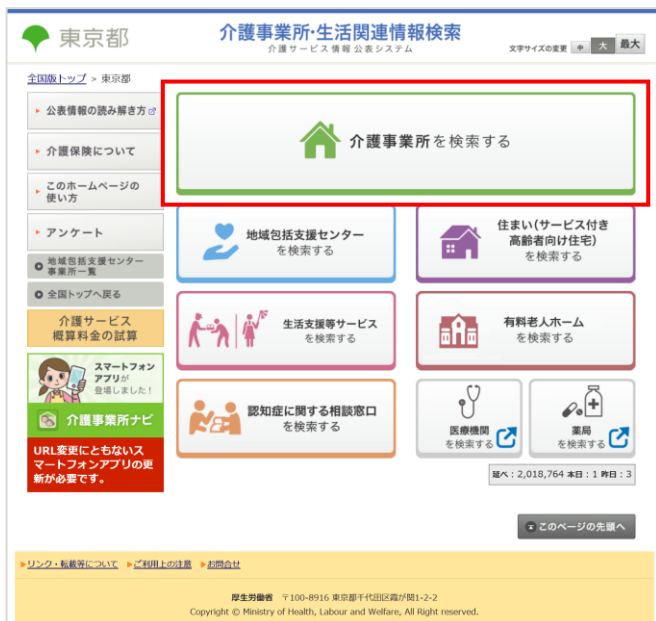 東京都
介護事業所・生活関連情報検索
介護サービス情報公表システム
文字サイズの変更 中 大 最大
全国版トップ > 東京都
公表情報の読み解き方
介護保険について
このホームページの
使い方
アンケート
地域包括支援センター
事業所一覧
全国トップへ戻る
介護サービス
概算料金の試算
スマートフォン
アプリが
登場しました!
介護事業所ナビ
URL変更にともないス
マートフォンアプリの更
新が必要です。
介護事業所を検索する
地域包括支援センター
を検索する
住まい(サービス付き
高齢者向け住宅)
を検索する
生活支援等サービス
を検索する
有料老人ホーム
を検索する
認知症に関する相談窓口
を検索する
医療機関
を検索する
薬局
を検索する
延べ:2,018,764 本日:1 昨日:3
このページの先頭へ
リンク・転載等について ご利用上の注意 お問合せ
厚生労働省 〒100-8916 東京都千代田区霞が関1-2-2
Copyright © Ministry of Health, Labour and Welfare, All Right reserved.